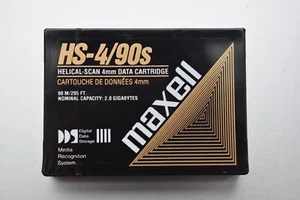 HS-4/90s
HELICAL-SCAN 4mm DATA CARTRIDGE
CARTOUCHE DE DONNÉES 4mm
90 M/295 FT.
NOMINAL CAPACITY: 2.0 GIGABYTES
maxell
DDS
Digital
Data
Storage
Media
Recognition
System